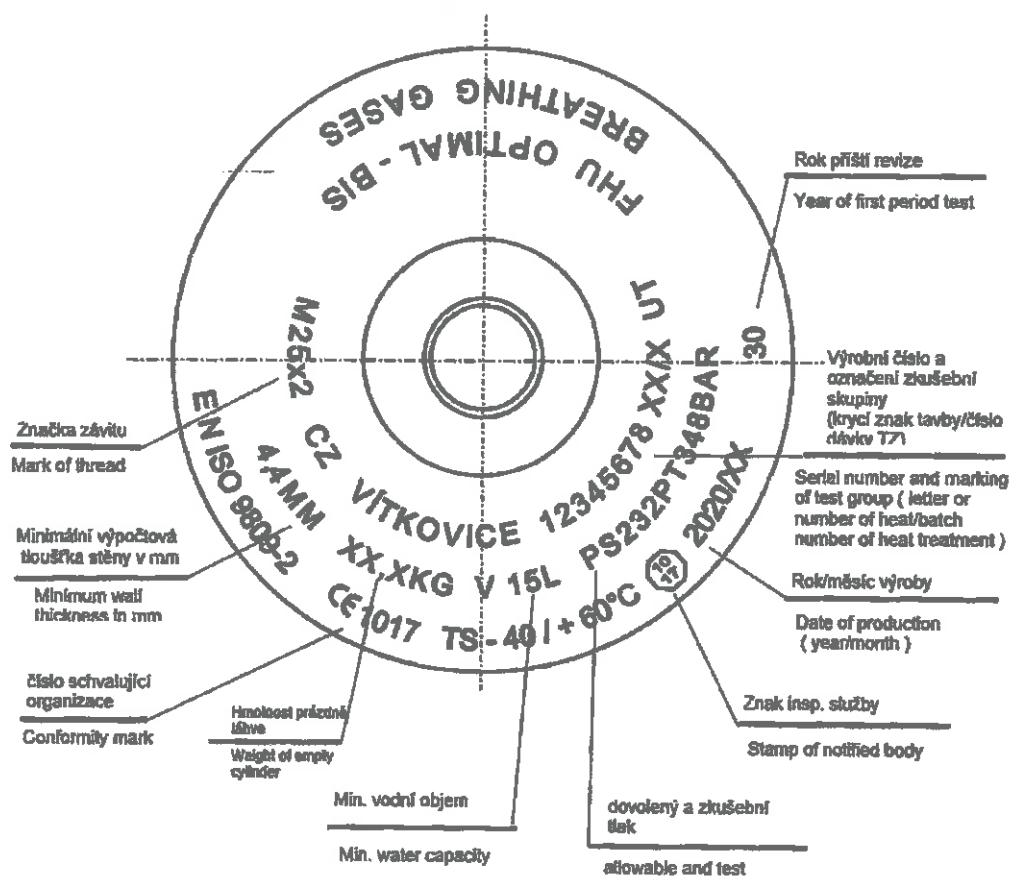 BREATHING GASES
FHU OPTIMAL - BIS
M25x2 CZ VÍTKOVICE 12345678 XX/X UT
4,4MM XX,XKG V 15L PS232PT348BAR
EN ISO 9809-2 CE1017 TS - 40 / + 60°C 10 17 2020/XX 30
Rok příští revize
Year of first period test
Výrobní číslo a
označení zkušební
skupiny
(krycí znak tavby/číslo
dávky TZ)
Serial number and marking
of test group ( letter or
number of heat/batch
number of heat treatment )
Rok/měsíc výroby
Date of production
( year/month )
Znak insp. služby
Stamp of notified body
dovolený a zkušební
tlak
allowable and test
Min. vodní objem
Min. water capacity
Hmotnost prázdné
láhve
Weight of empty
cylinder
číslo schvalující
organizace
Conformity mark
Minimální výpočtová
tloušťka stěny v mm
Minimum wall
thickness in mm
Značka závitu
Mark of thread